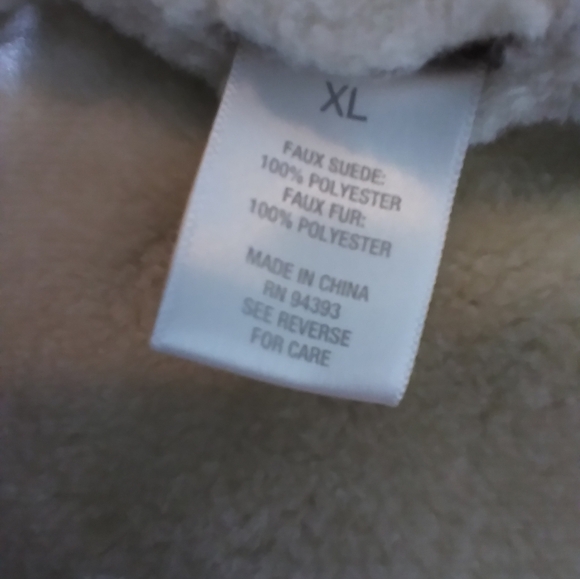 XL
FAUX SUEDE:
100% POLYESTER
FAUX FUR:
100% POLYESTER
MADE IN CHINA
RN 94393
SEE REVERSE
FOR CARE